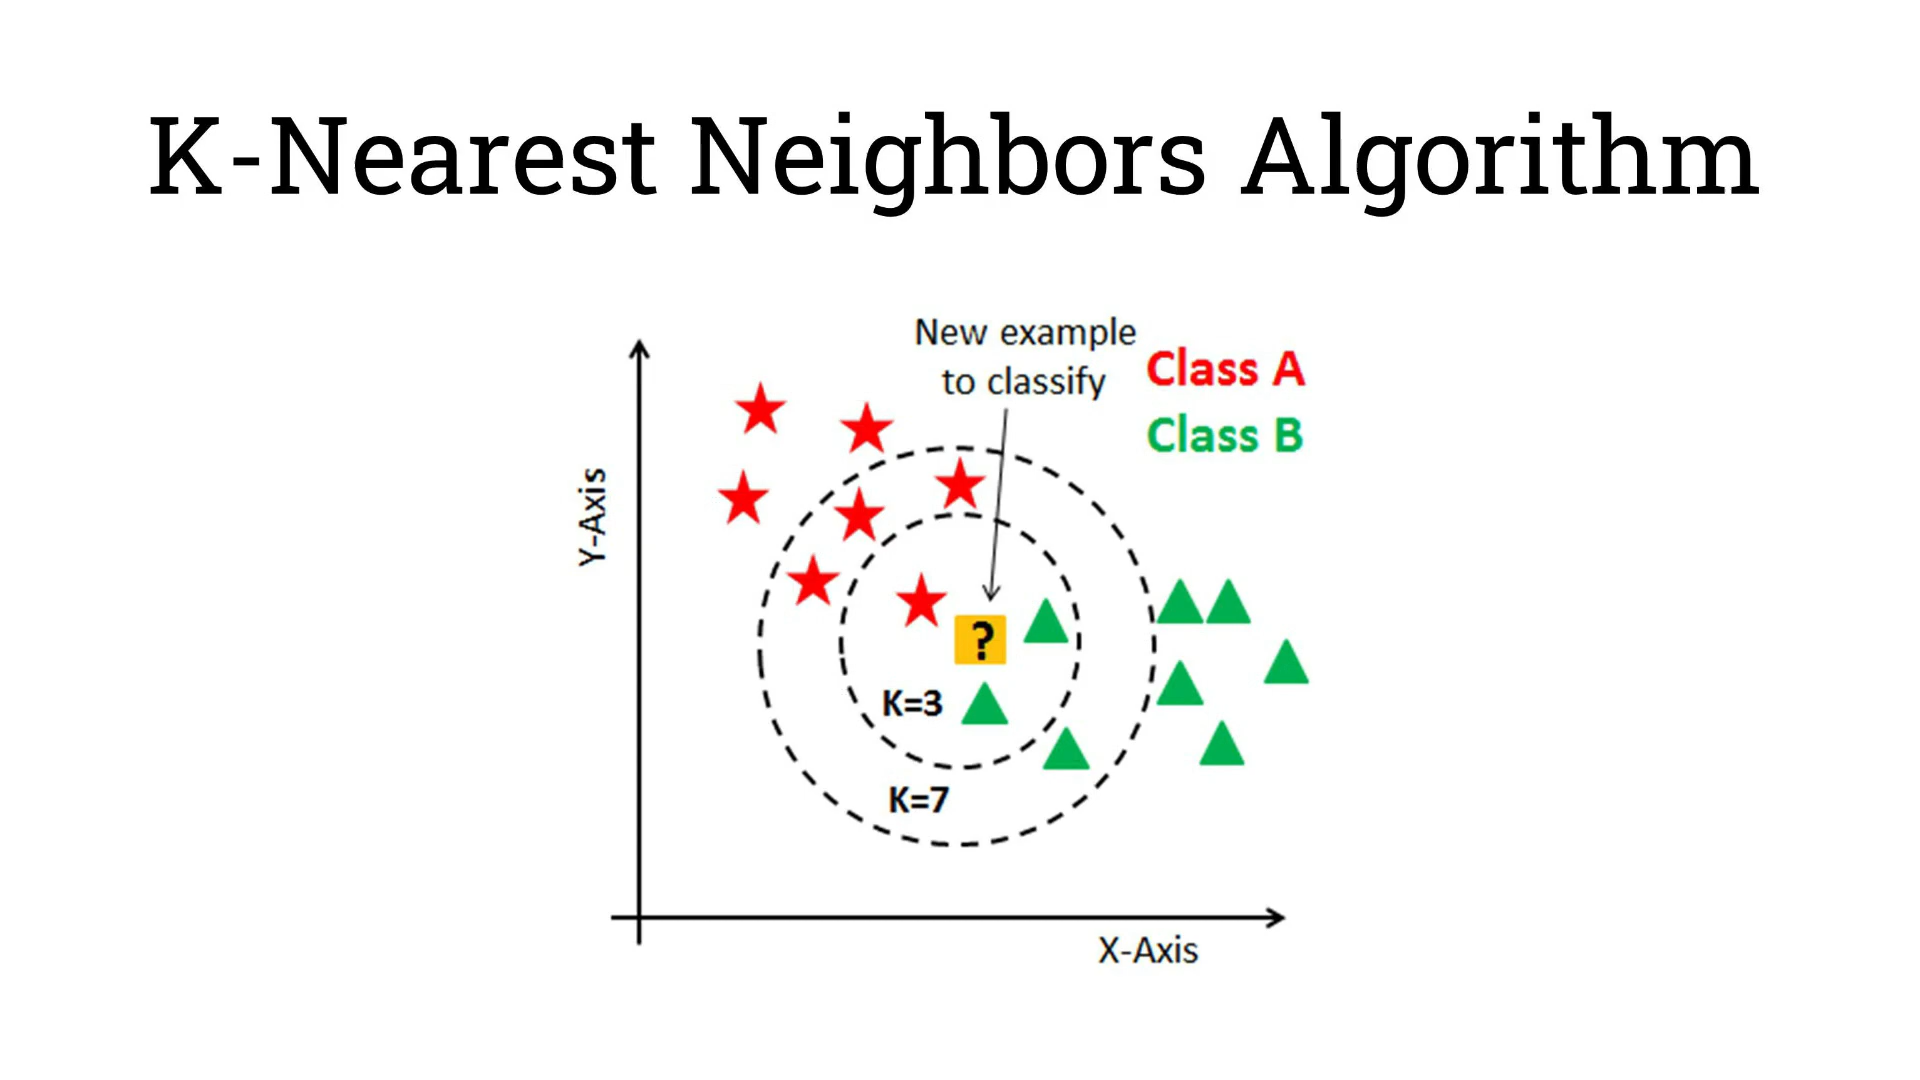 K-Nearest Neighbors Algorithm
New example
to classify
Class A
Class B
Y-Axis
?
K=3
K=7
X-Axis